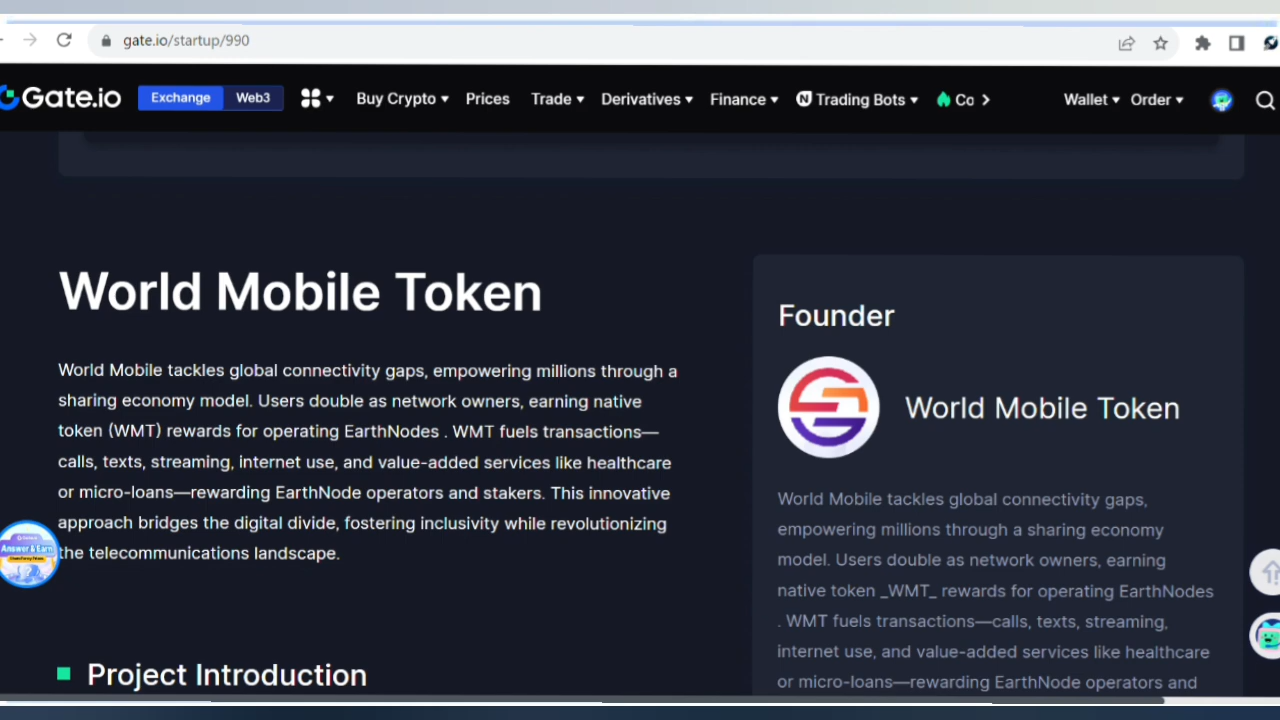 gate.io/startup/990
Gate.io Exchange Web3 Buy Crypto Prices Trade Derivatives Finance Trading Bots Co Wallet Order
World Mobile Token
World Mobile tackles global connectivity gaps, empowering millions through a
sharing economy model. Users double as network owners, earning native
token (WMT) rewards for operating EarthNodes . WMT fuels transactions—
calls, texts, streaming, internet use, and value-added services like healthcare
or micro-loans—rewarding EarthNode operators and stakers. This innovative
approach bridges the digital divide, fostering inclusivity while revolutionizing
the telecommunications landscape.
Answer & Earn
Project Introduction
Founder
World Mobile Token
World Mobile tackles global connectivity gaps,
empowering millions through a sharing economy
model. Users double as network owners, earning
native token _WMT_ rewards for operating EarthNodes
. WMT fuels transactions—calls, texts, streaming,
internet use, and value-added services like healthcare
or micro-loans—rewarding EarthNode operators and